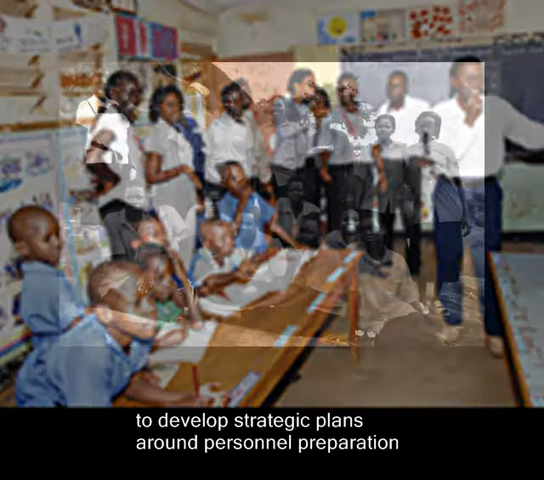 to develop strategic plans
around personnel preparation